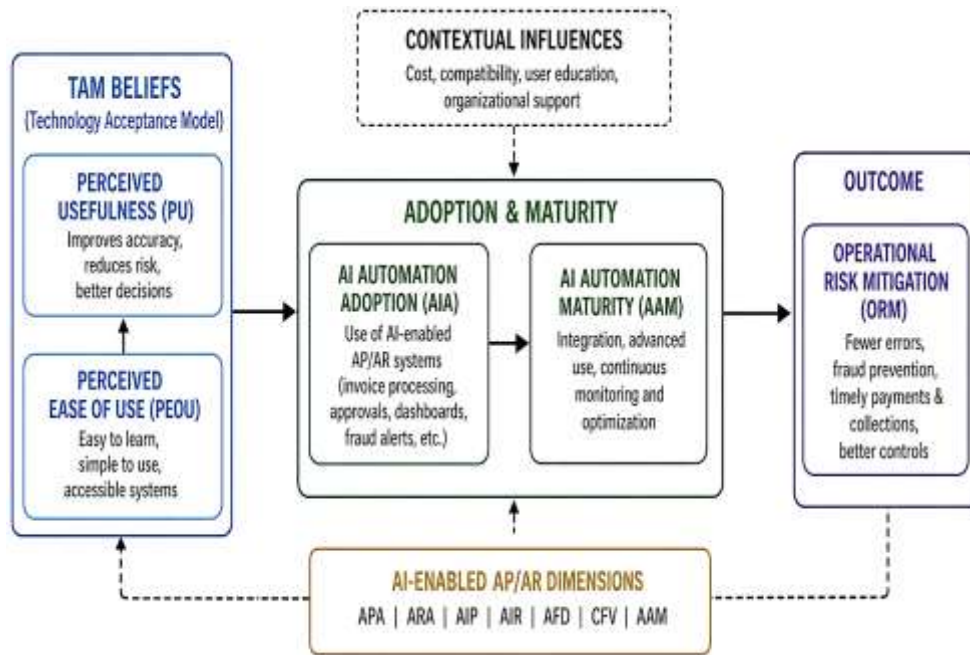 CONTEXTUAL INFLUENCES
Cost, compatibility, user education,
organizational support
TAM BELIEFS
(Technology Acceptance Model)
PERCEIVED
USEFULNESS (PU)
Improves accuracy,
reduces risk,
better decisions
PERCEIVED
EASE OF USE (PEOU)
Easy to learn,
simple to use,
accessible systems
ADOPTION & MATURITY
AI AUTOMATION
ADOPTION (AIA)
Use of AI-enabled
AP/AR systems
(invoice processing,
approvals, dashboards,
fraud alerts, etc.)
AI AUTOMATION
MATURITY (AAM)
Integration, advanced
use, continuous
monitoring and
optimization
OUTCOME
OPERATIONAL
RISK MITIGATION
(ORM)
Fewer errors,
fraud prevention,
timely payments &
collections,
better controls
AI-ENABLED AP/AR DIMENSIONS
APA | ARA | AIP | AIR | AFD | CFV | AAM